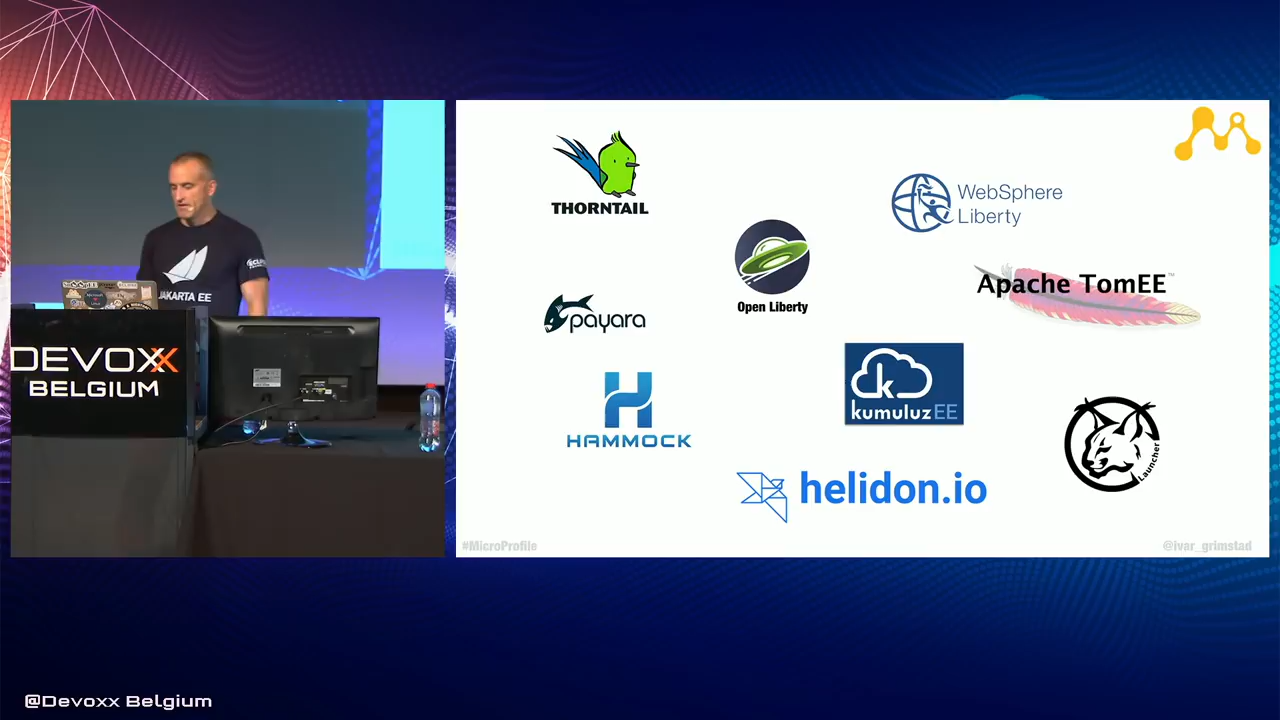 JAKARTA EE
DEVOXX
BELGIUM
THORNTAIL
WebSphere
Liberty
Open Liberty
Apache TomEE™
payara
kumuluzEE
HAMMOCK
Launcher
helidon.io
#MicroProfile
@ivar_grimstad
@Devoxx Belgium